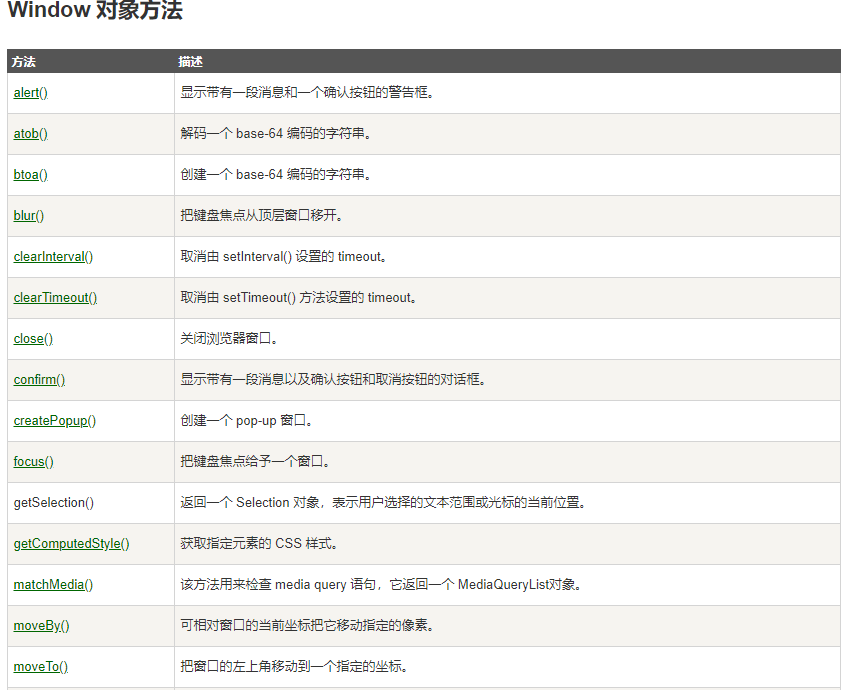 Window 对象方法
方法 描述
alert() 显示带有一段消息和一个确认按钮的警告框。
atob() 解码一个 base-64 编码的字符串。
btoa() 创建一个 base-64 编码的字符串。
blur() 把键盘焦点从顶层窗口移开。
clearInterval() 取消由 setInterval() 设置的 timeout。
clearTimeout() 取消由 setTimeout() 方法设置的 timeout。
close() 关闭浏览器窗口。
confirm() 显示带有一段消息以及确认按钮和取消按钮的对话框。
createPopup() 创建一个 pop-up 窗口。
focus() 把键盘焦点给予一个窗口。
getSelection() 返回一个 Selection 对象，表示用户选择的文本范围或光标的当前位置。
getComputedStyle() 获取指定元素的 CSS 样式。
matchMedia() 该方法用来检查 media query 语句，它返回一个 MediaQueryList对象。
moveBy() 可相对窗口的当前坐标把它移动指定的像素。
moveTo() 把窗口的左上角移动到一个指定的坐标。